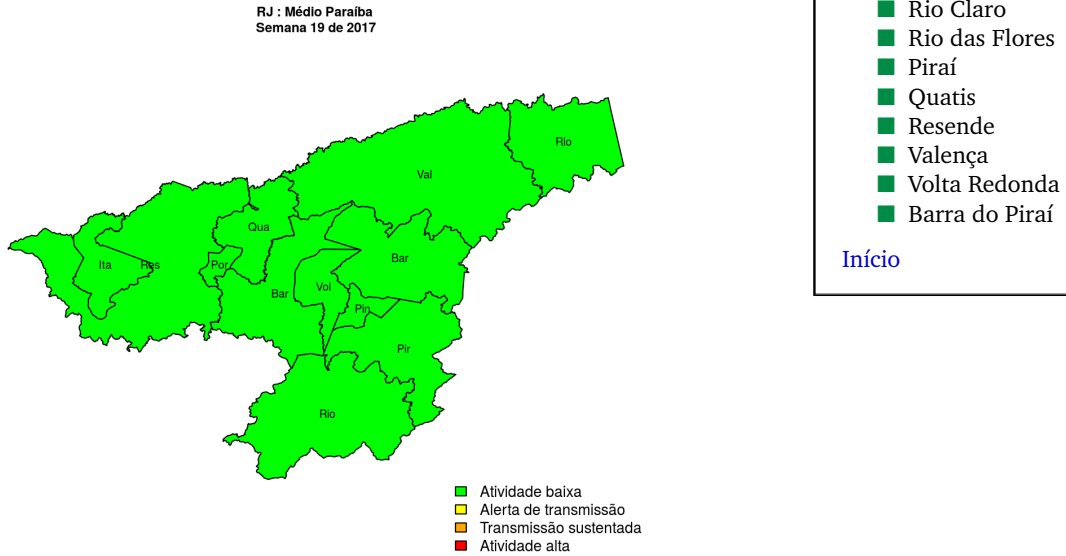 RJ : Médio Paraíba
Semana 19 de 2017
Rio
Val
Qua
Ita
Res
Por
Bar
Bar
Vol
Pin
Pir
Rio
Atividade baixa
Alerta de transmissão
Transmissão sustentada
Atividade alta
Rio Claro
Rio das Flores
Piraí
Quatis
Resende
Valença
Volta Redonda
Barra do Piraí
Início